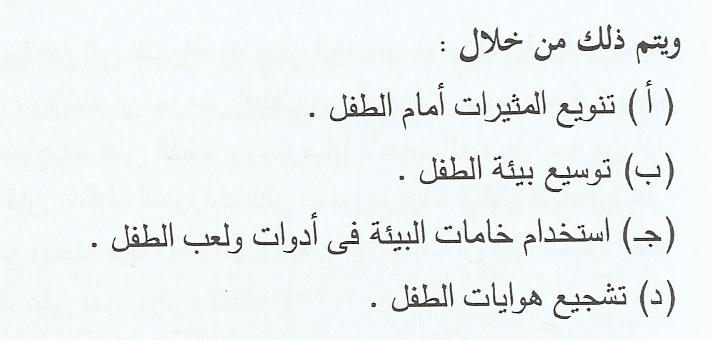 ويتم ذلك من خلال :
( أ ) تنويع المثيرات أمام الطفل .
(ب) توسيع بيئة الطفل .
(جـ) استخدام خامات البيئة فى أدوات ولعب الطفل .
(د) تشجيع هوايات الطفل .